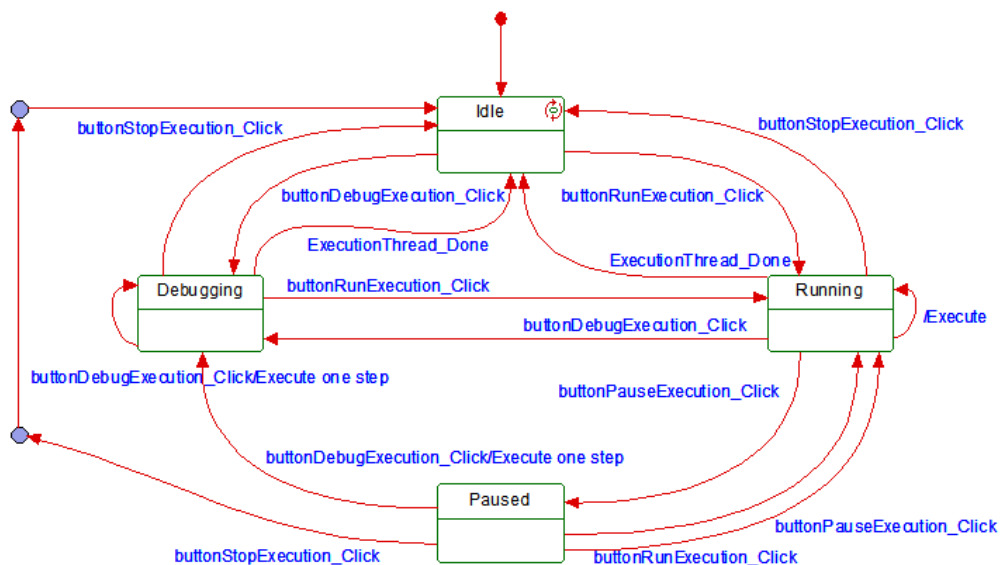 Idle
buttonStopExecution_Click
buttonStopExecution_Click
buttonDebugExecution_Click
buttonRunExecution_Click
ExecutionThread_Done
ExecutionThread_Done
Debugging
buttonRunExecution_Click
Running
/Execute
buttonDebugExecution_Click
buttonDebugExecution_Click/Execute one step
buttonPauseExecution_Click
buttonDebugExecution_Click/Execute one step
Paused
buttonPauseExecution_Click
buttonStopExecution_Click
buttonRunExecution_Click